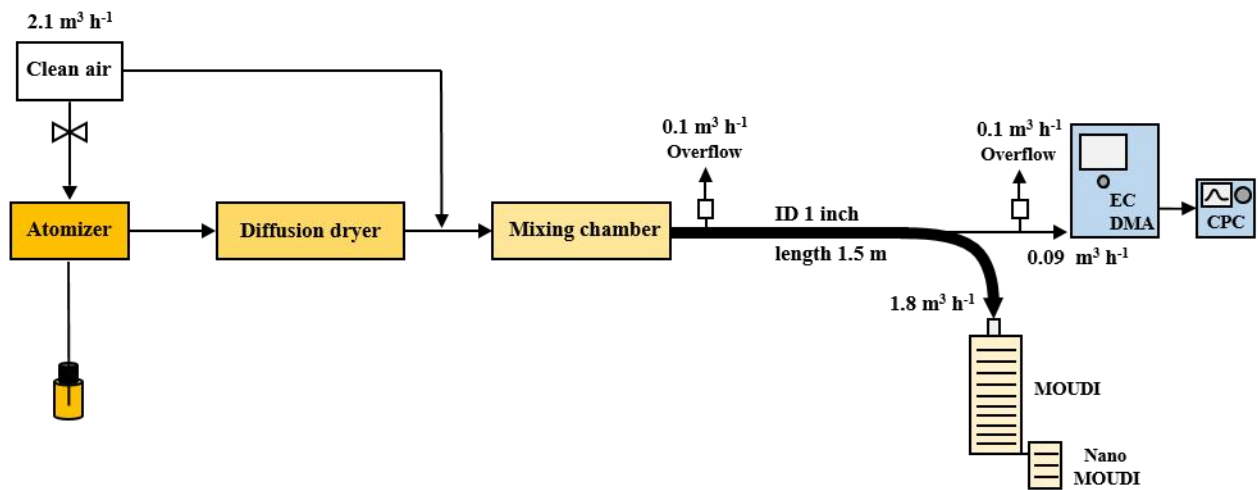 2.1 m³ h⁻¹
Clean air
0.1 m³ h⁻¹
Overflow
0.1 m³ h⁻¹
Overflow
Atomizer
Diffusion dryer
Mixing chamber
ID 1 inch
length 1.5 m
EC
DMA
CPC
0.09 m³ h⁻¹
1.8 m³ h⁻¹
MOUDI
Nano
MOUDI